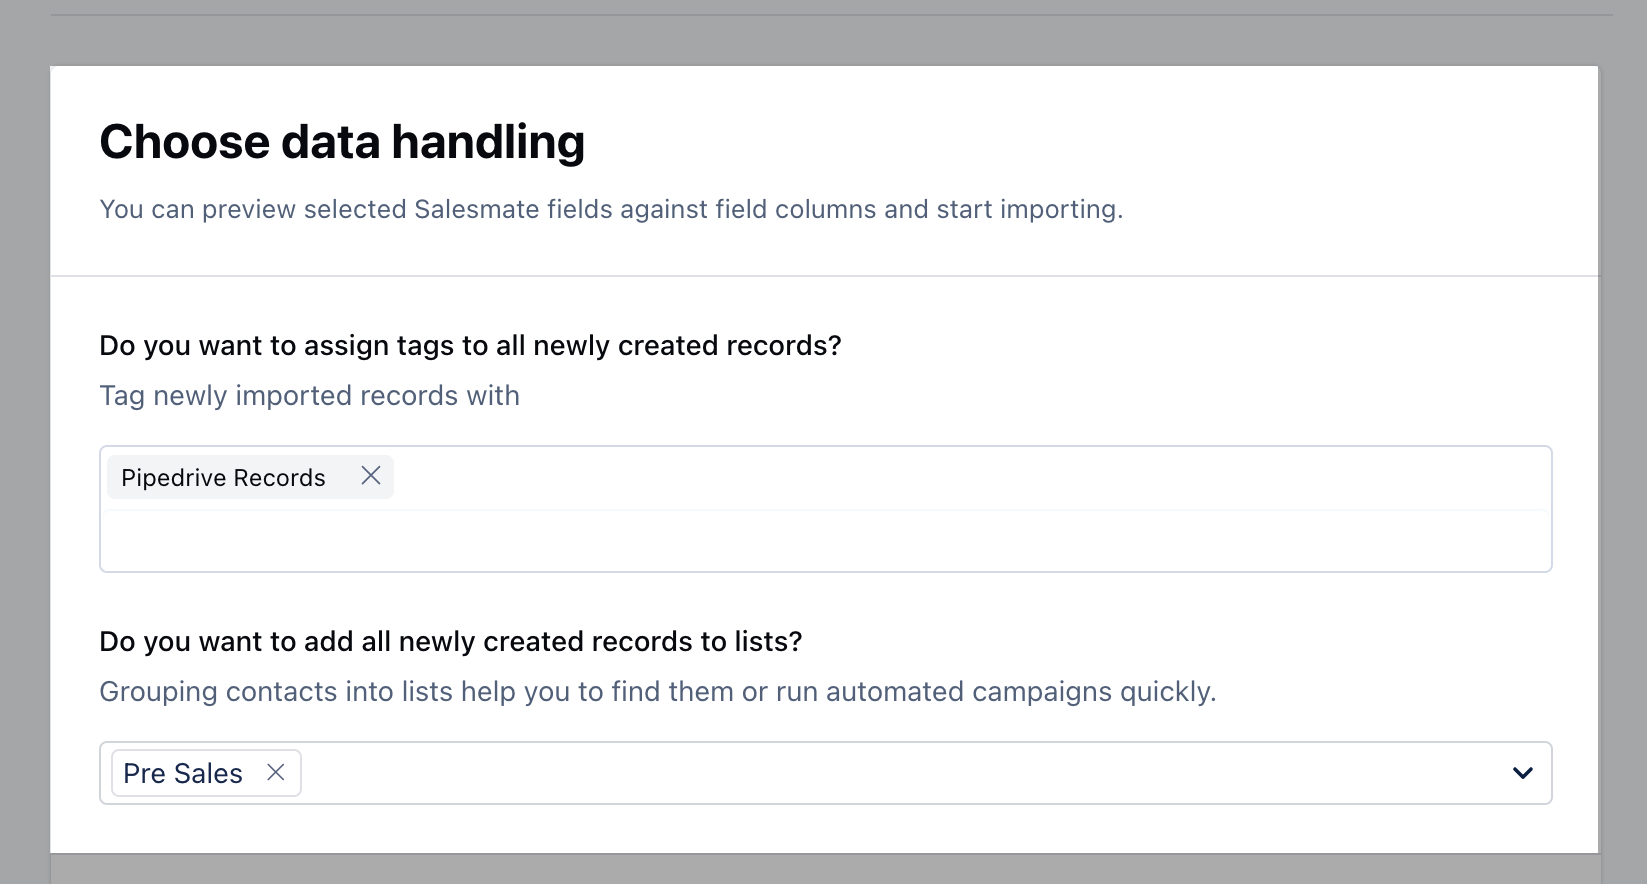 Choose data handling
You can preview selected Salesmate fields against field columns and start importing.
Do you want to assign tags to all newly created records?
Tag newly imported records with
Pipedrive Records
Do you want to add all newly created records to lists?
Grouping contacts into lists help you to find them or run automated campaigns quickly.
Pre Sales